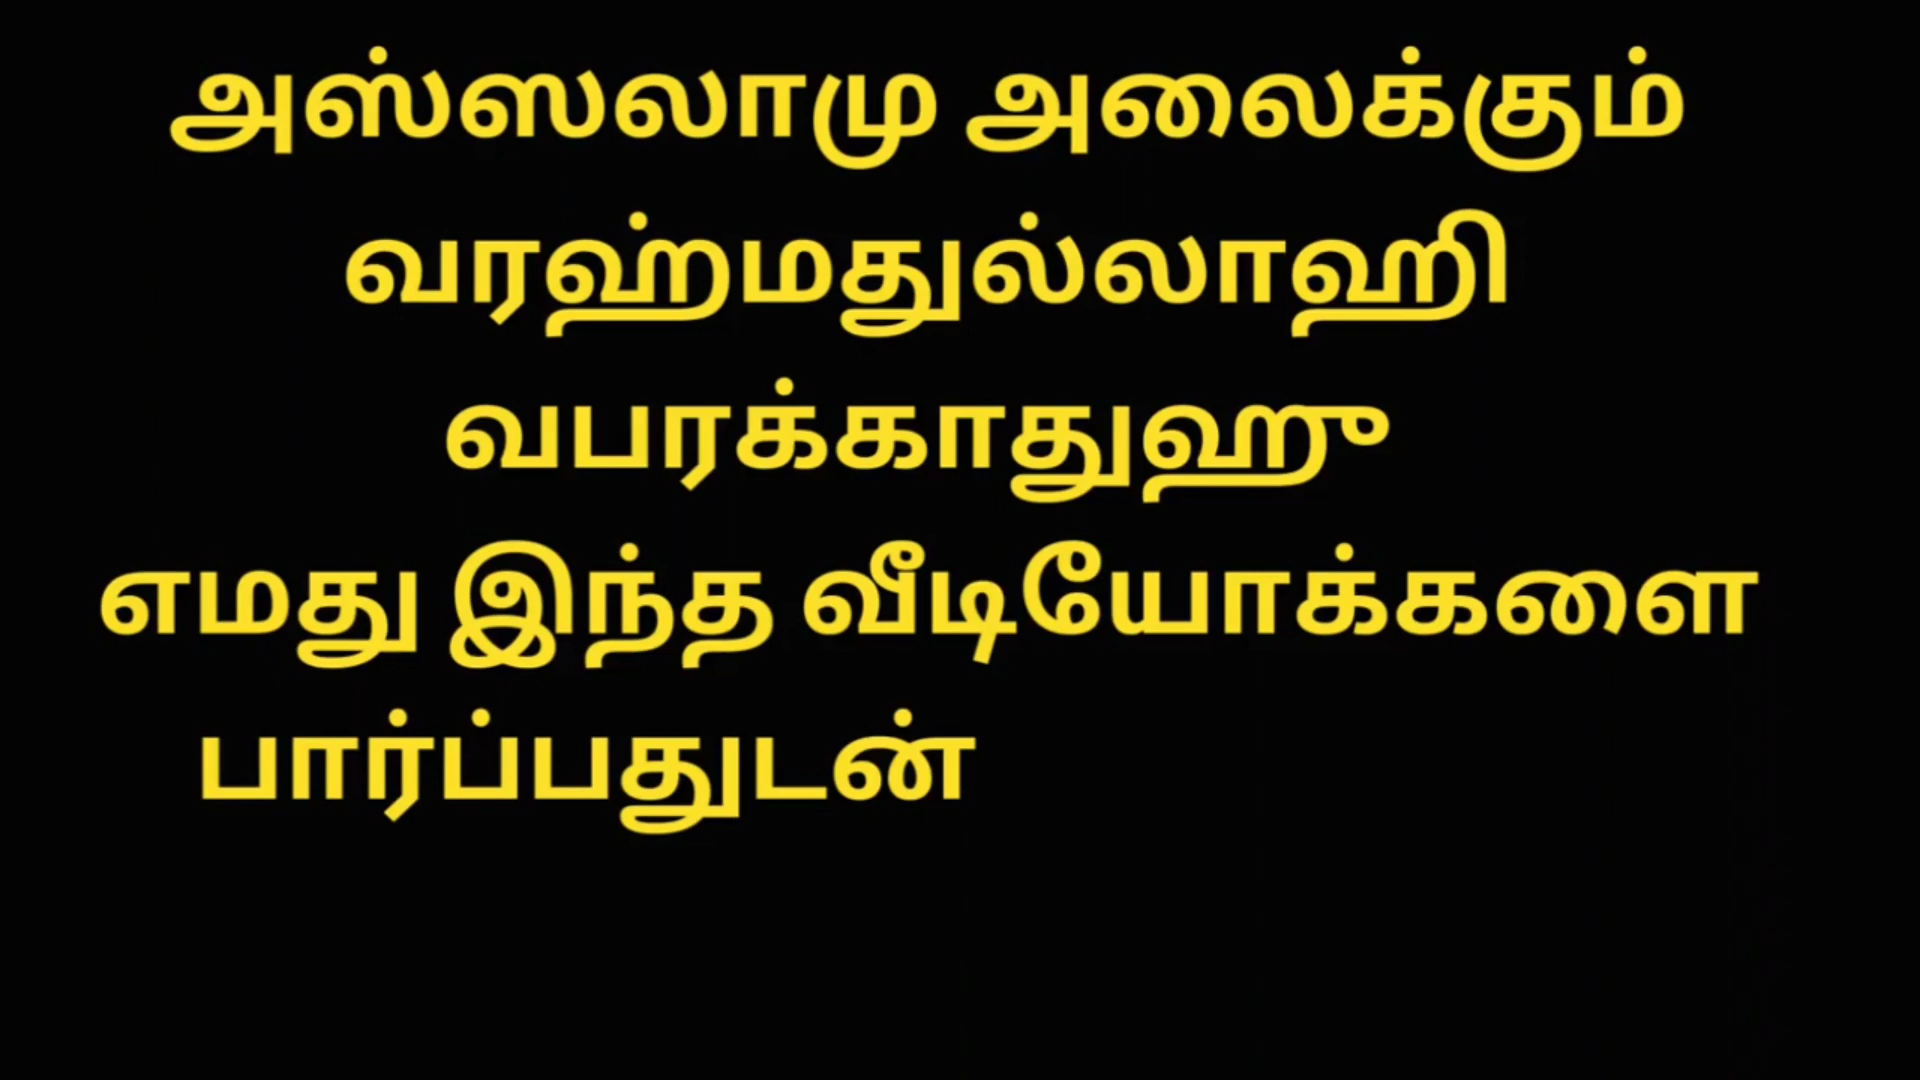 அஸ்ஸலாமு அலைக்கும்
வரஹ்மதுல்லாஹி
வபரக்காதுஹு
எமது இந்த வீடியோக்களை
பார்ப்பதுடன்